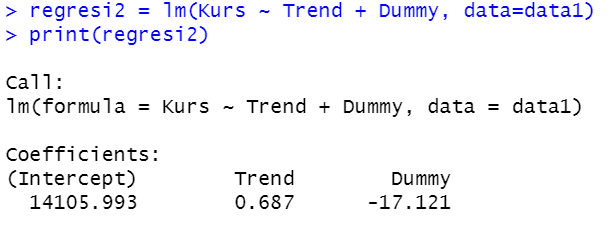 > regresi2 = lm(Kurs ~ Trend + Dummy, data=data1)
> print(regresi2)
Call:
lm(formula = Kurs ~ Trend + Dummy, data = data1)
Coefficients:
(Intercept)        Trend        Dummy
  14105.993        0.687      -17.121